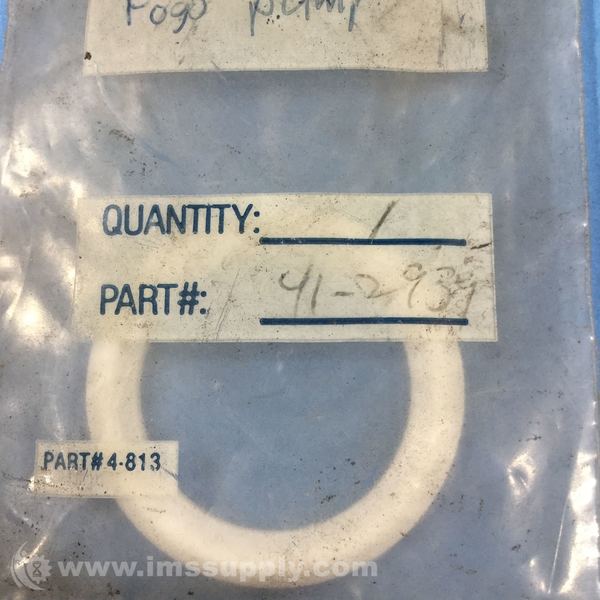 Pogo pump
QUANTITY: 1
PART#: 41-2939
PART# 4-813
www.imssupply.com